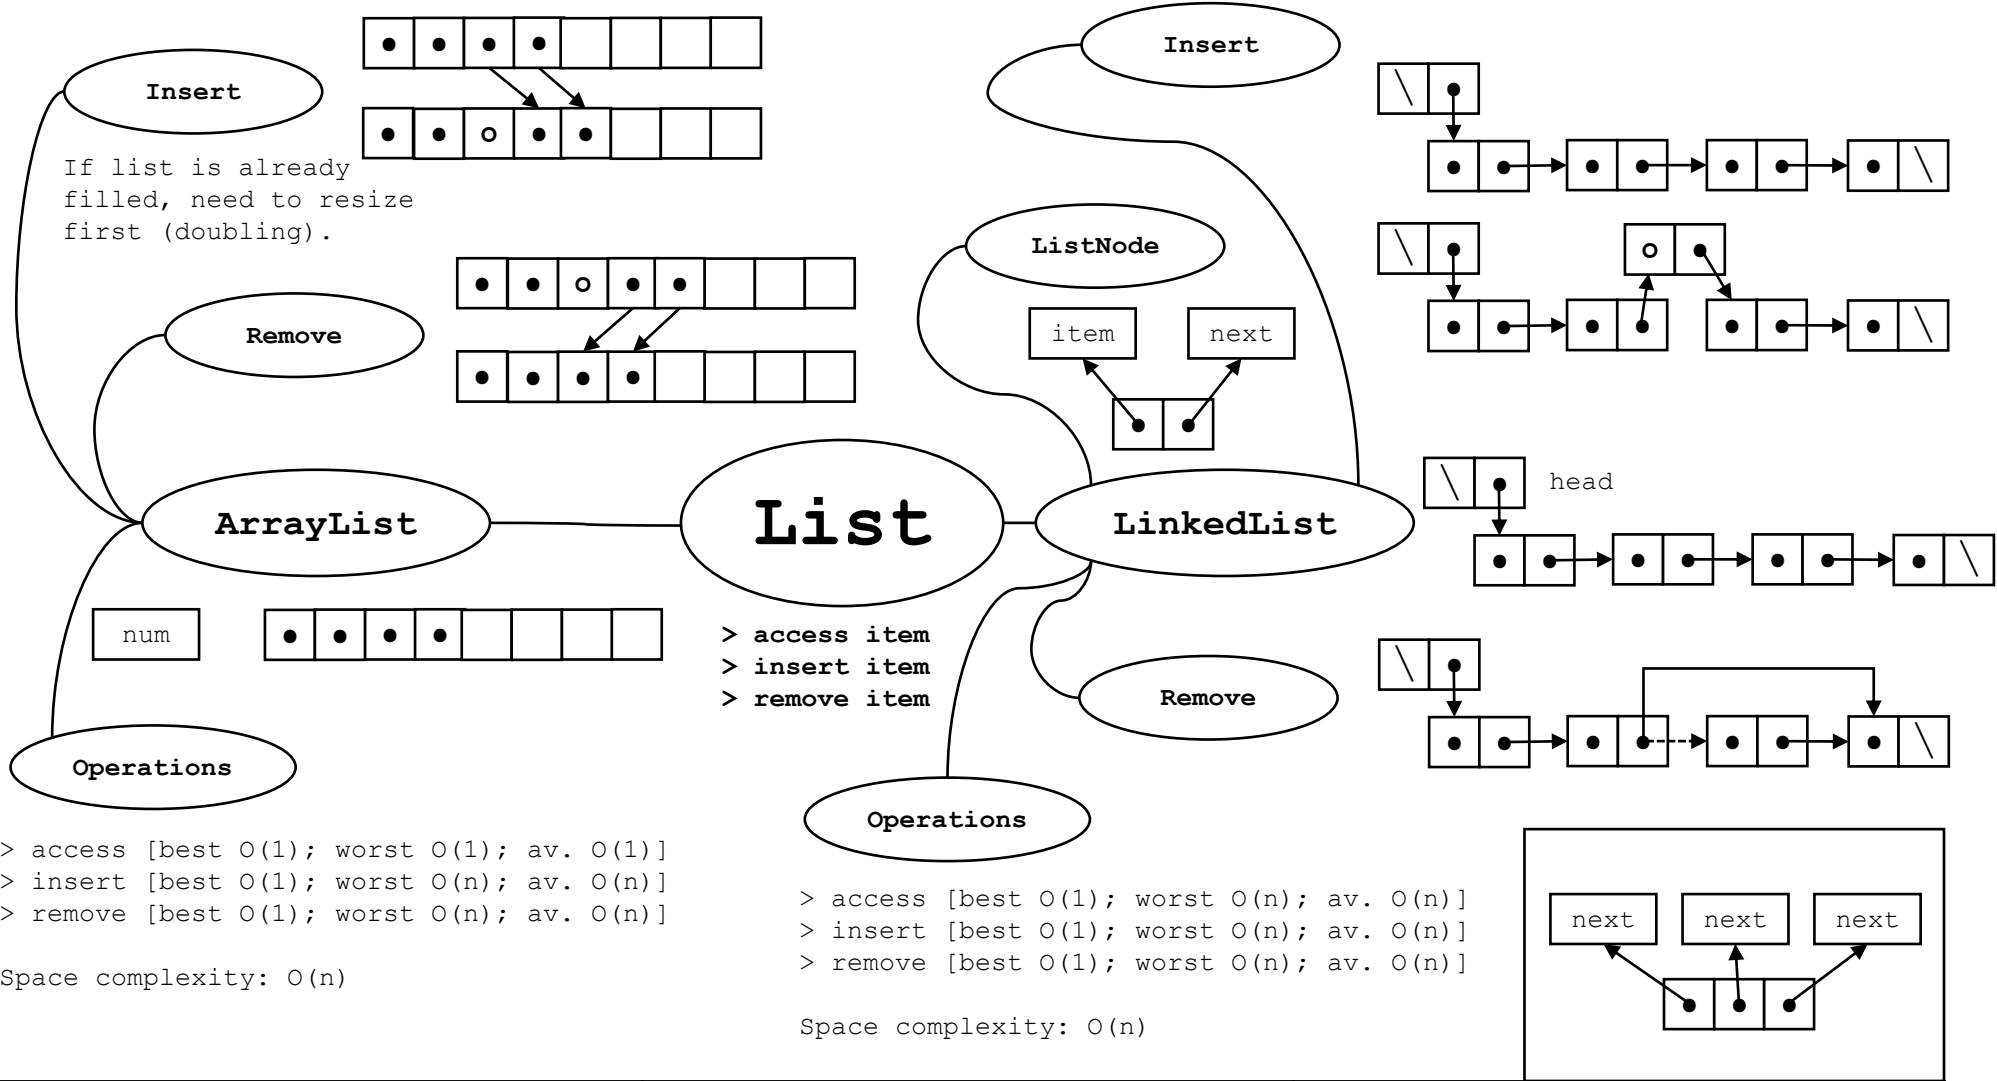 Insert
If list is already
filled, need to resize
first (doubling).
Remove
ArrayList
num
Operations
> access [best O(1); worst O(1); av. O(1)]
> insert [best O(1); worst O(n); av. O(n)]
> remove [best O(1); worst O(n); av. O(n)]
Space complexity: O(n)
List
> access item
> insert item
> remove item
Insert
ListNode
item
next
LinkedList
head
Remove
Operations
> access [best O(1); worst O(n); av. O(n)]
> insert [best O(1); worst O(n); av. O(n)]
> remove [best O(1); worst O(n); av. O(n)]
Space complexity: O(n)
next next next